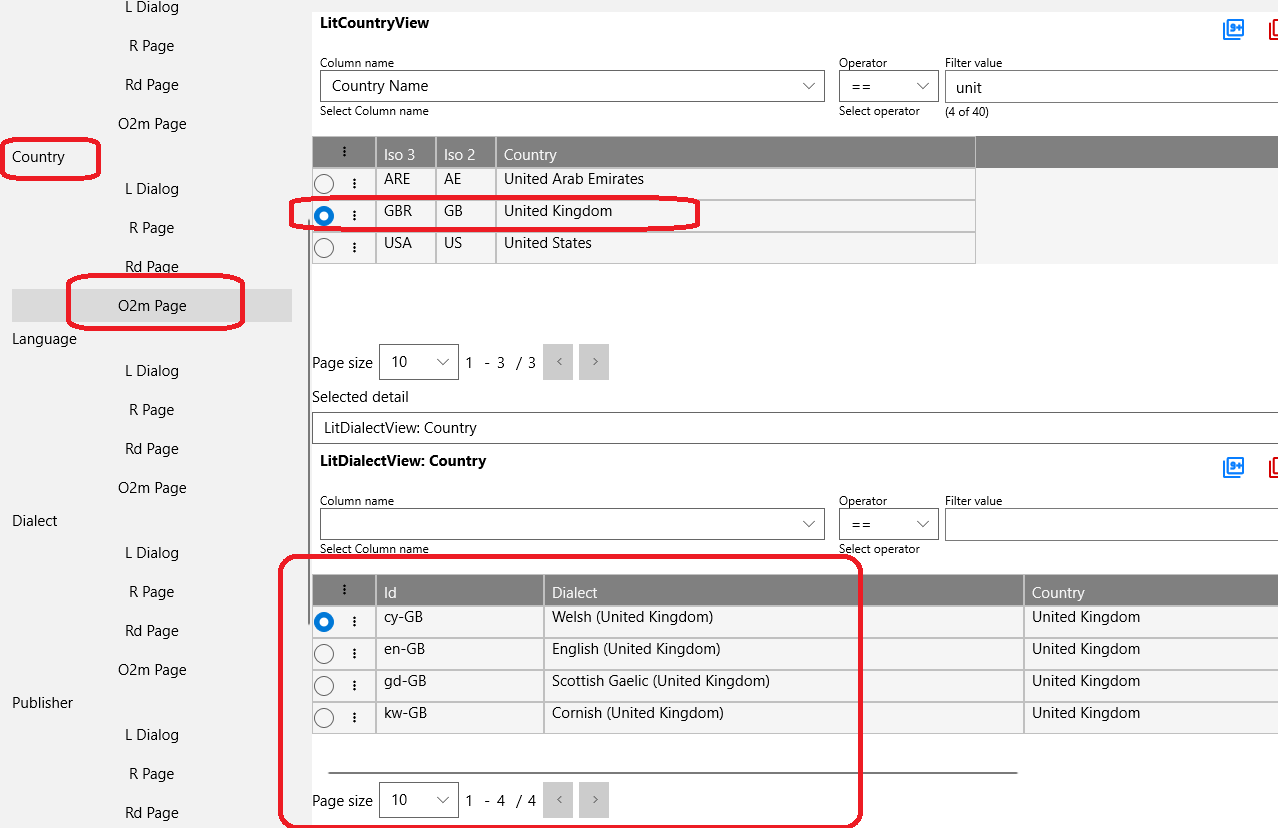 L Dialog
R Page
Rd Page
O2m Page
Country
L Dialog
R Page
Rd Page
O2m Page
Language
L Dialog
R Page
Rd Page
O2m Page
Dialect
L Dialog
R Page
Rd Page
O2m Page
Publisher
L Dialog
R Page
Rd Page
LitCountryView
9+
Column name Operator Filter value
Country Name == unit
Select Column name Select operator (4 of 40)
Iso 3 Iso 2 Country
ARE AE United Arab Emirates
GBR GB United Kingdom
USA US United States
Page size 10 1 - 3 / 3 < >
Selected detail
LitDialectView: Country
LitDialectView: Country
9+
Column name Operator Filter value
==
Select Column name Select operator
Id Dialect Country
cy-GB Welsh (United Kingdom) United Kingdom
en-GB English (United Kingdom) United Kingdom
gd-GB Scottish Gaelic (United Kingdom) United Kingdom
kw-GB Cornish (United Kingdom) United Kingdom
Page size 10 1 - 4 / 4 < >